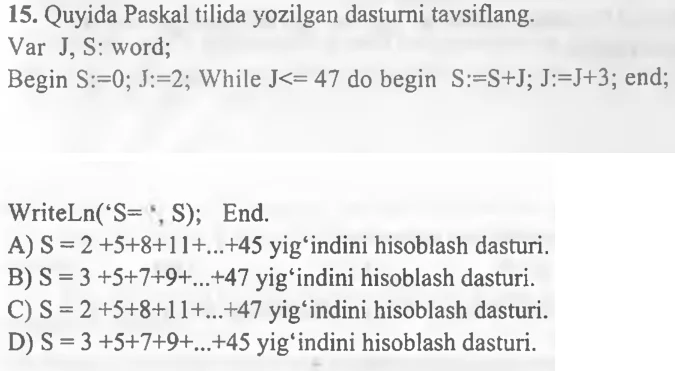 15. Quyida Paskal tilida yozilgan dasturni tavsiflang.
Var J, S: word;
Begin S:=0; J:=2; While J<= 47 do begin S:=S+J; J:=J+3; end;
WriteLn(‘S= ‘, S); End.
A) S = 2 +5+8+11+...+45 yig‘indini hisoblash dasturi.
B) S = 3 +5+7+9+...+47 yig‘indini hisoblash dasturi.
C) S = 2 +5+8+11+...+47 yig‘indini hisoblash dasturi.
D) S = 3 +5+7+9+...+45 yig‘indini hisoblash dasturi.